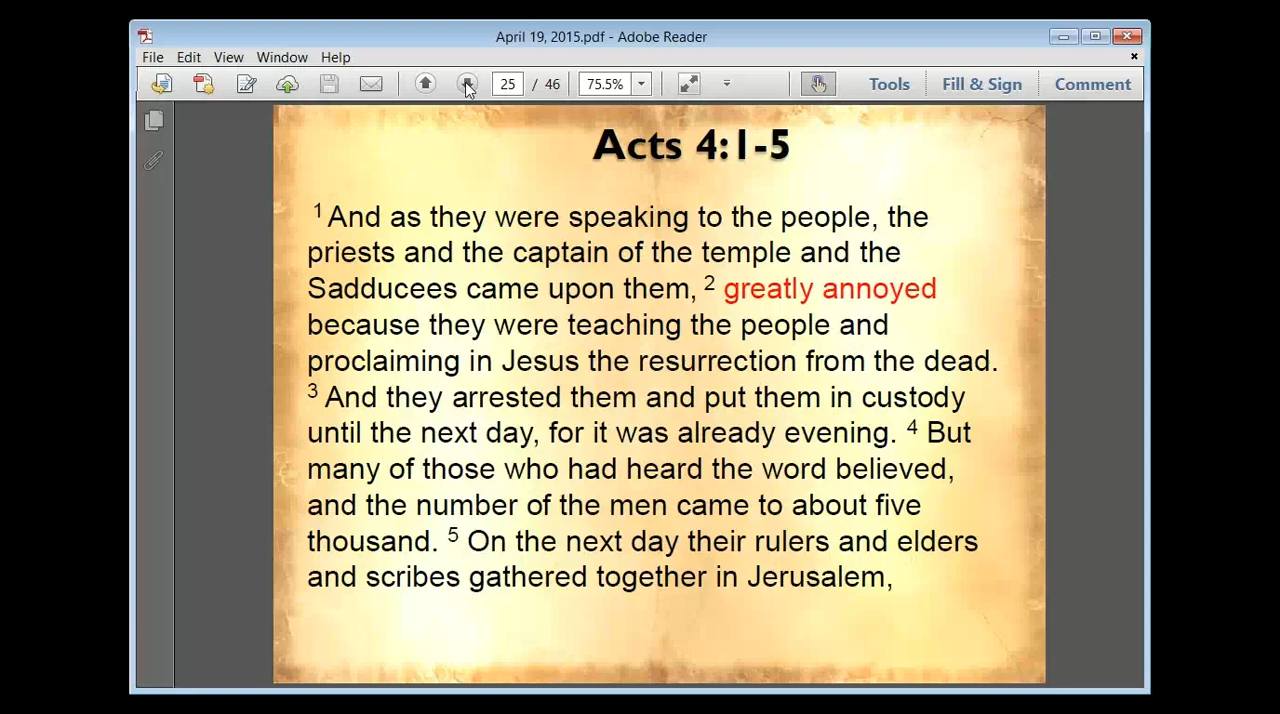 April 19, 2015.pdf - Adobe Reader
File Edit View Window Help
25 / 46 75.5% Tools Fill & Sign Comment
Acts 4:1-5
1 And as they were speaking to the people, the
priests and the captain of the temple and the
Sadducees came upon them, 2 greatly annoyed
because they were teaching the people and
proclaiming in Jesus the resurrection from the dead.
3 And they arrested them and put them in custody
until the next day, for it was already evening. 4 But
many of those who had heard the word believed,
and the number of the men came to about five
thousand. 5 On the next day their rulers and elders
and scribes gathered together in Jerusalem,